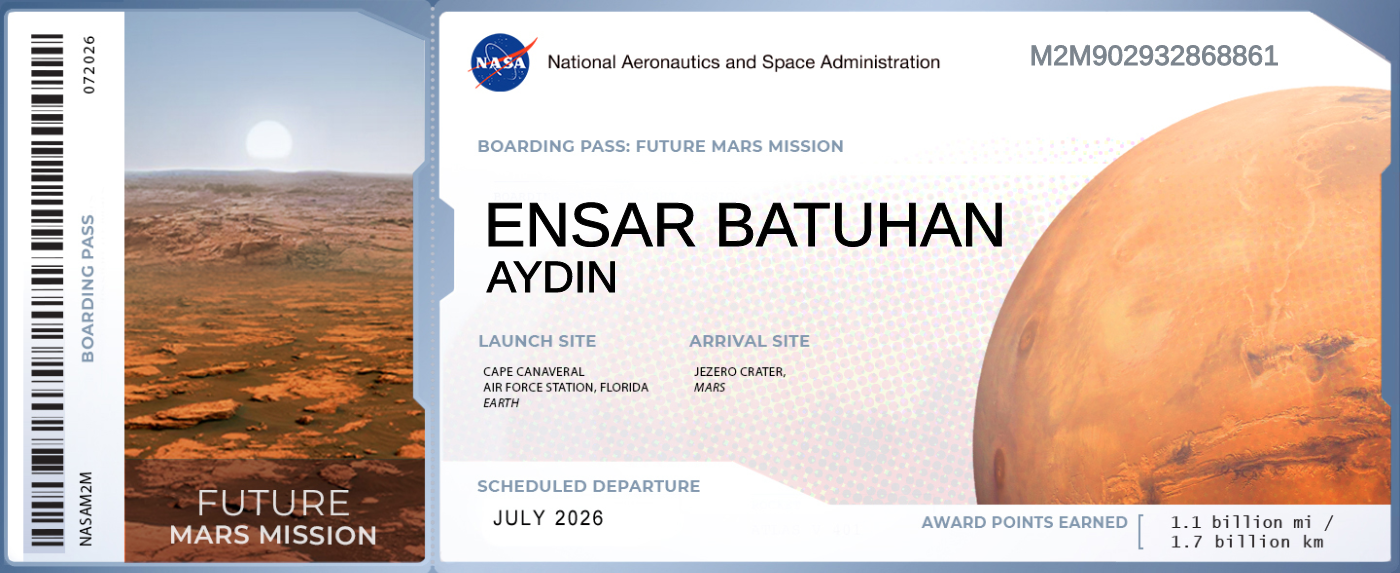 072026
BOARDING PASS
NASAM2M
FUTURE
MARS MISSION
NASA
National Aeronautics and Space Administration
M2M902932868861
BOARDING PASS: FUTURE MARS MISSION
ENSAR BATUHAN
AYDIN
LAUNCH SITE
CAPE CANAVERAL
AIR FORCE STATION, FLORIDA
EARTH
ARRIVAL SITE
JEZERO CRATER,
MARS
SCHEDULED DEPARTURE
JULY 2026
AWARD POINTS EARNED
1.1 billion mi /
1.7 billion km